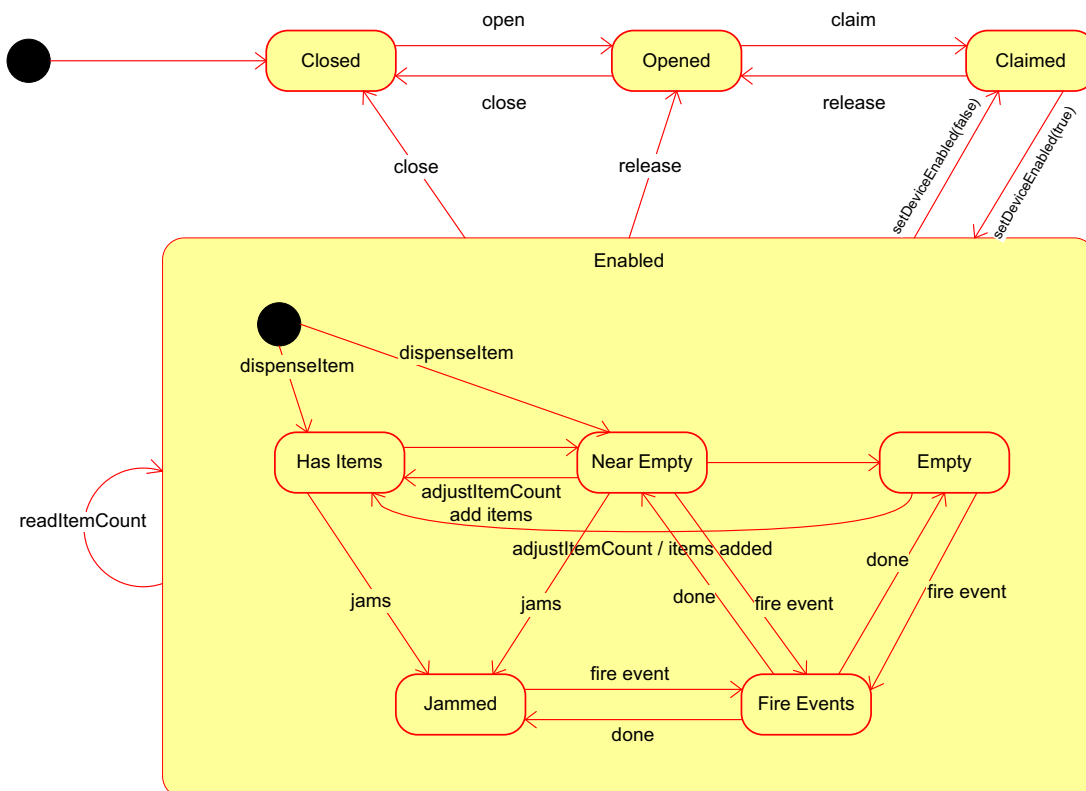 open
claim
Closed
Opened
Claimed
close
release
close
release
setDeviceEnabled(false)
setDeviceEnabled(true)
Enabled
dispenseItem
dispenseItem
Has Items
Near Empty
Empty
adjustItemCount
add items
readItemCount
adjustItemCount / items added
done
jams
jams
done
fire event
fire event
fire event
Jammed
Fire Events
done